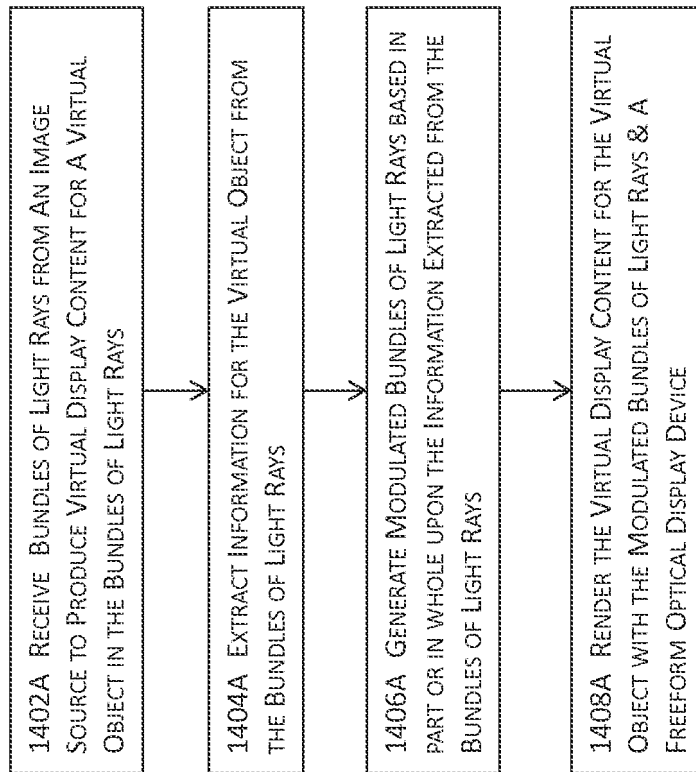 1402A RECEIVE BUNDLES OF LIGHT RAYS FROM AN IMAGE
SOURCE TO PRODUCE VIRTUAL DISPLAY CONTENT FOR A VIRTUAL
OBJECT IN THE BUNDLES OF LIGHT RAYS
1404A EXTRACT INFORMATION FOR THE VIRTUAL OBJECT FROM
THE BUNDLES OF LIGHT RAYS
1406A GENERATE MODULATED BUNDLES OF LIGHT RAYS BASED IN
PART OR IN WHOLE UPON THE INFORMATION EXTRACTED FROM THE
BUNDLES OF LIGHT RAYS
1408A RENDER THE VIRTUAL DISPLAY CONTENT FOR THE VIRTUAL
OBJECT WITH THE MODULATED BUNDLES OF LIGHT RAYS & A
FREEFORM OPTICAL DISPLAY DEVICE